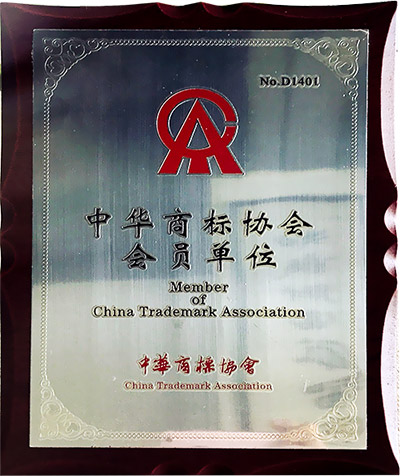 No.D1401
中华商标协会
会员单位
Member
of
China Trademark Association
中華商標協會
China Trademark Association